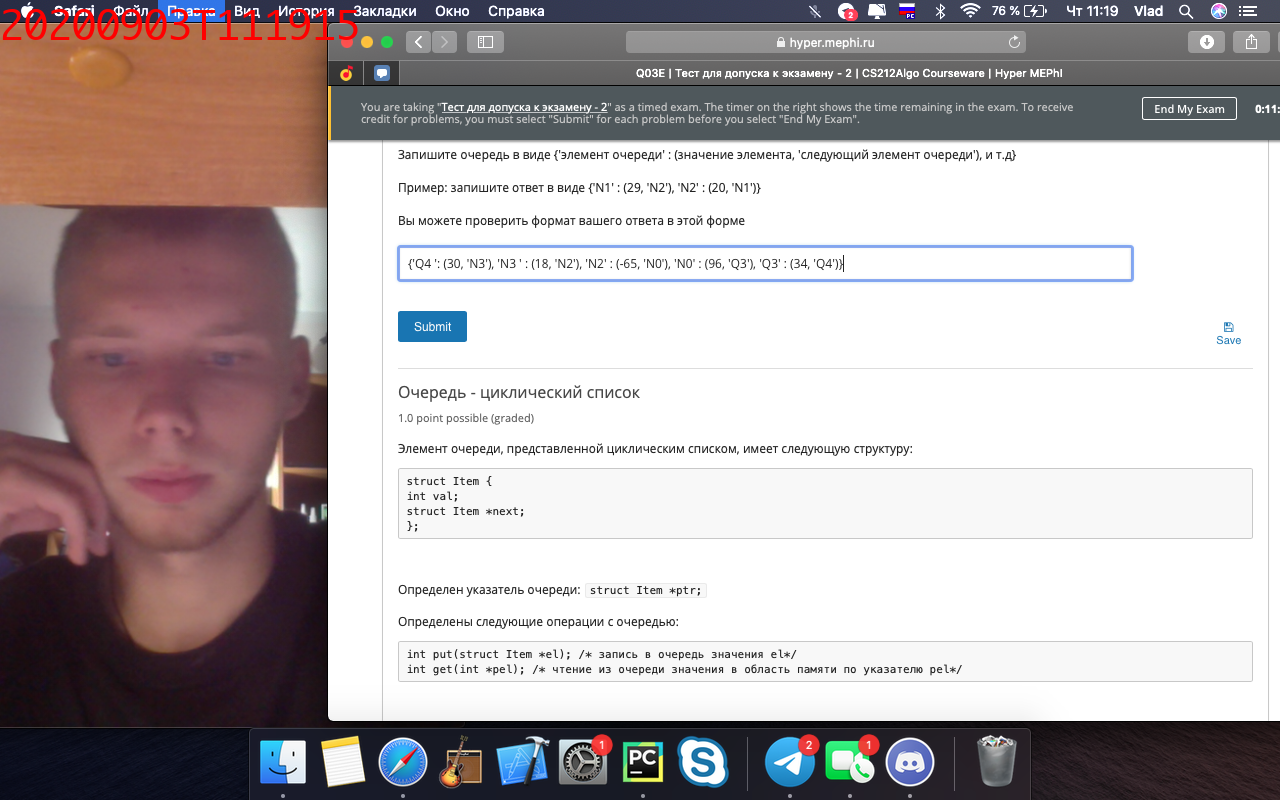 Safari Файл Правка Вид История Закладки Окно Справка 2 РС 76 % Чт 11:19 Vlad
20200903T111915
hyper.mephi.ru
Q03E | Тест для допуска к экзамену - 2 | CS212Algo Courseware | Hyper MEPhI
You are taking "Тест для допуска к экзамену - 2" as a timed exam. The timer on the right shows the time remaining in the exam. To receive
credit for problems, you must select "Submit" for each problem before you select "End My Exam".
End My Exam
0:11:
Запишите очередь в виде {'элемент очереди' : (значение элемента, 'следующий элемент очереди'), и т.д}
Пример: запишите ответ в виде {'N1' : (29, 'N2'), 'N2' : (20, 'N1')}
Вы можете проверить формат вашего ответа в этой форме
{'Q4 ': (30, 'N3'), 'N3 ' : (18, 'N2'), 'N2' : (-65, 'N0'), 'N0' : (96, 'Q3'), 'Q3' : (34, 'Q4')}
Submit
Save
Очередь - циклический список
1.0 point possible (graded)
Элемент очереди, представленной циклическим списком, имеет следующую структуру:
struct Item {
int val;
struct Item *next;
};
Определен указатель очереди: struct Item *ptr;
Определены следующие операции с очередью:
int put(struct Item *el); /* запись в очередь значения el*/
int get(int *pel); /* чтение из очереди значения в область памяти по указателю pel*/
1
PC
2
1